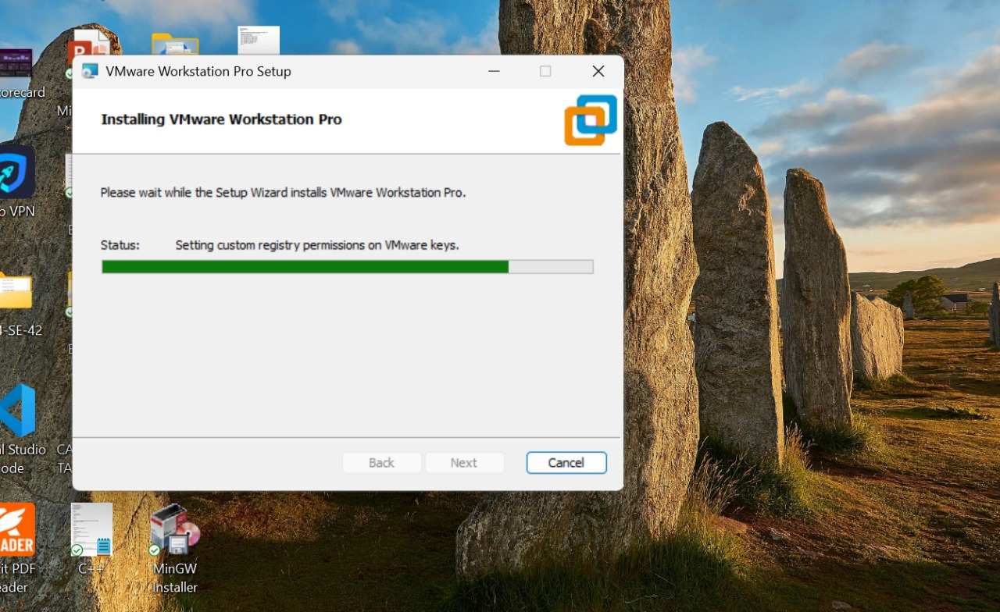 VMware Workstation Pro Setup
Installing VMware Workstation Pro
Please wait while the Setup Wizard installs VMware Workstation Pro.
Status: Setting custom registry permissions on VMware keys.
Back
Next
Cancel
orecard
Mi
VPN
-SE-42
l Studio
ode
CA
TA
ADER
it PDF
eader
C++
MinGW
Installer